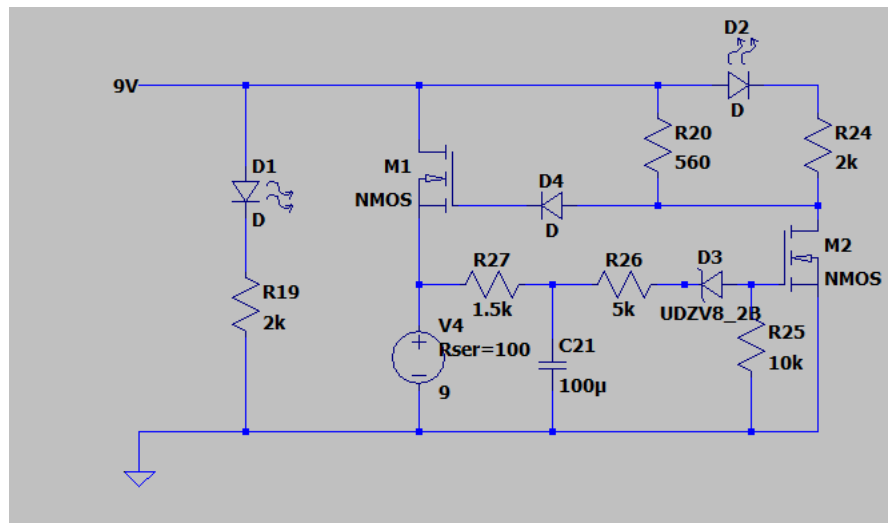 D2
9V
R20
560
R24
2k
D
M1
NMOS
D1
D
D4
D
M2
NMOS
R27
1.5k
R26
5k
D3
UDZV8_2B
R19
2k
V4
Rser=100
9
C21
100µ
R25
10k